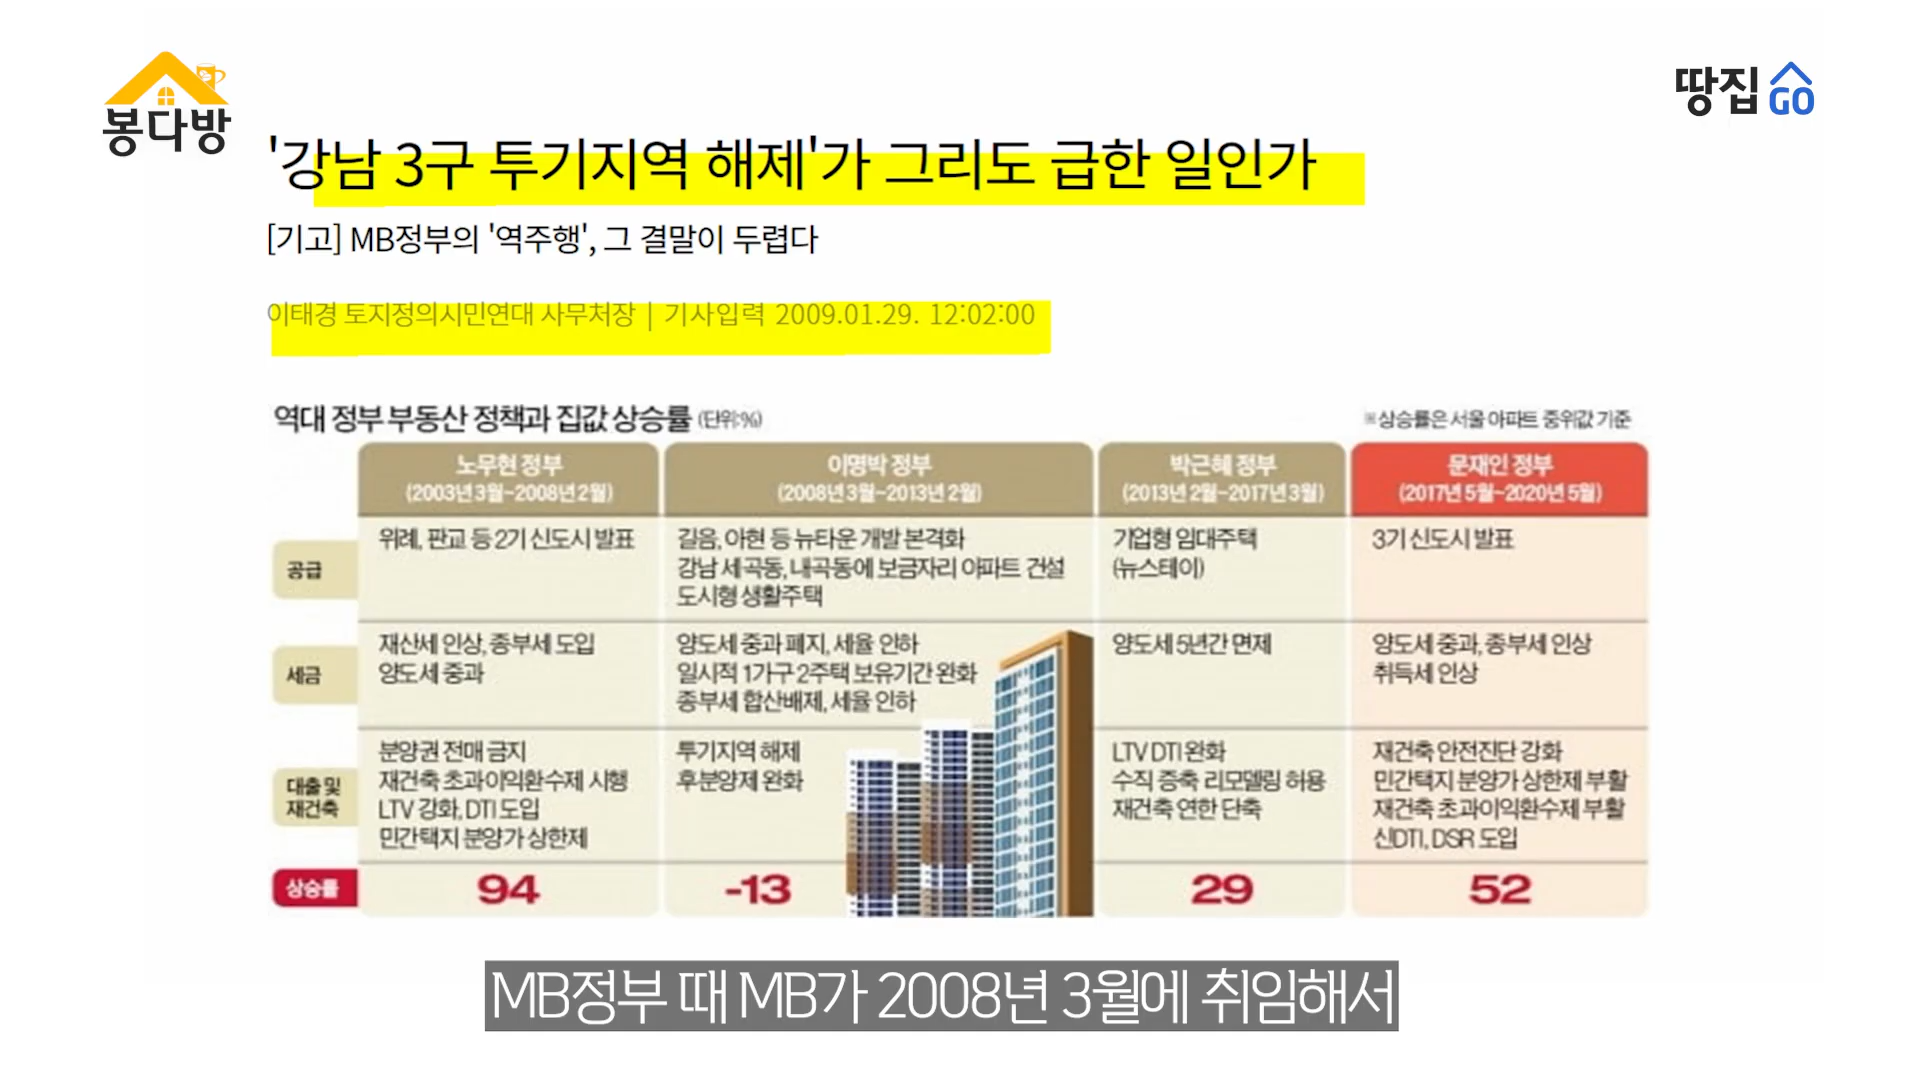 봉다방
땅집GO
'강남 3구 투기지역 해제'가 그리도 급한 일인가
[기고] MB정부의 '역주행', 그 결말이 두렵다
이태경 토지정의시민연대 사무처장 | 기사입력 2009.01.29. 12:02:00
역대 정부 부동산 정책과 집값 상승률 (단위:%)
※상승률은 서울 아파트 중위값 기준
노무현 정부
(2003년 3월~2008년 2월)
이명박 정부
(2008년 3월~2013년 2월)
박근혜 정부
(2013년 2월~2017년 3월)
문재인 정부
(2017년 5월~2020년 5월)
공급
위례, 판교 등 2기 신도시 발표
길음, 아현 등 뉴타운 개발 본격화
강남 세곡동, 내곡동에 보금자리 아파트 건설
도시형 생활주택
기업형 임대주택
(뉴스테이)
3기 신도시 발표
세금
재산세 인상, 종부세 도입
양도세 중과
양도세 중과 폐지, 세율 인하
일시적 1가구 2주택 보유기간 완화
종부세 합산배제, 세율 인하
양도세 5년간 면제
양도세 중과, 종부세 인상
취득세 인상
대출 및
재건축
분양권 전매 금지
재건축 초과이익환수제 시행
LTV 강화, DTI 도입
민간택지 분양가 상한제
투기지역 해제
후분양제 완화
LTV DTI 완화
수직 증축 리모델링 허용
재건축 연한 단축
재건축 안전진단 강화
민간택지 분양가 상한제 부활
재건축 초과이익환수제 부활
신DTI, DSR 도입
상승률
94
-13
29
52
MB정부 때 MB가 2008년 3월에 취임해서